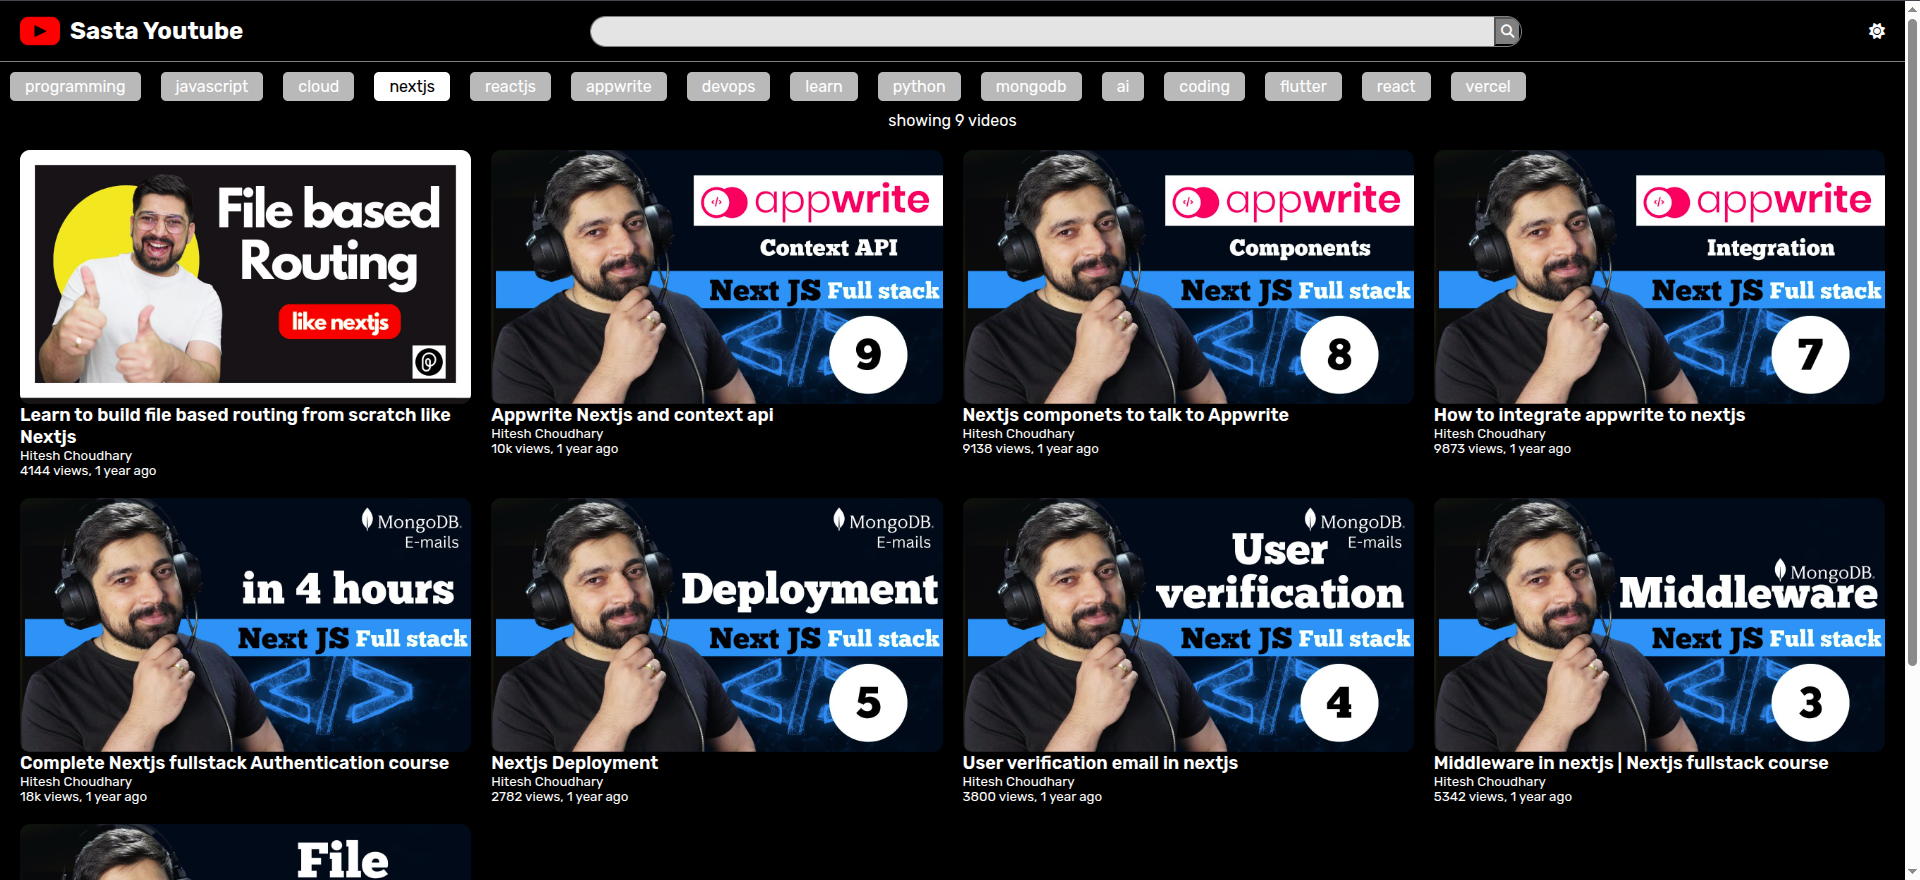 Sasta Youtube
programming javascript cloud nextjs reactjs appwrite devops learn python mongodb ai coding flutter react vercel
showing 9 videos
File based
Routing
like nextjs
Learn to build file based routing from scratch like
Nextjs
Hitesh Choudhary
4144 views, 1 year ago
appwrite
Context API
Next JS Full stack
9
Appwrite Nextjs and context api
Hitesh Choudhary
10k views, 1 year ago
appwrite
Components
Next JS Full stack
8
Nextjs componets to talk to Appwrite
Hitesh Choudhary
9138 views, 1 year ago
appwrite
Integration
Next JS Full stack
7
How to integrate appwrite to nextjs
Hitesh Choudhary
9873 views, 1 year ago
MongoDB.
E-mails
in 4 hours
Next JS Full stack
Complete Nextjs fullstack Authentication course
Hitesh Choudhary
18k views, 1 year ago
MongoDB.
E-mails
Deployment
Next JS Full stack
5
Nextjs Deployment
Hitesh Choudhary
2782 views, 1 year ago
MongoDB.
E-mails
User
verification
Next JS Full stack
4
User verification email in nextjs
Hitesh Choudhary
3800 views, 1 year ago
MongoDB.
Middleware
Next JS Full stack
3
Middleware in nextjs | Nextjs fullstack course
Hitesh Choudhary
5342 views, 1 year ago
File